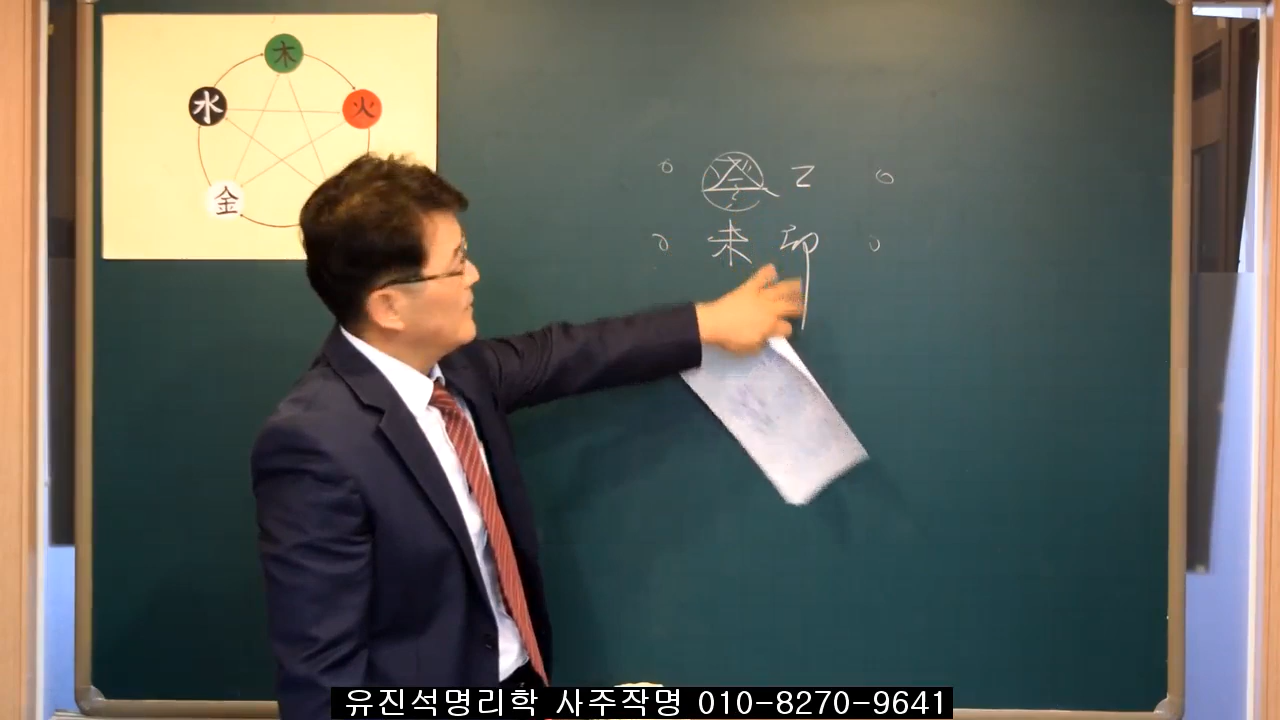 木
水 火
金
○ 癸 乙 ○
○ 未 卯 ○
유진석명리학 사주작명 010-8270-9641